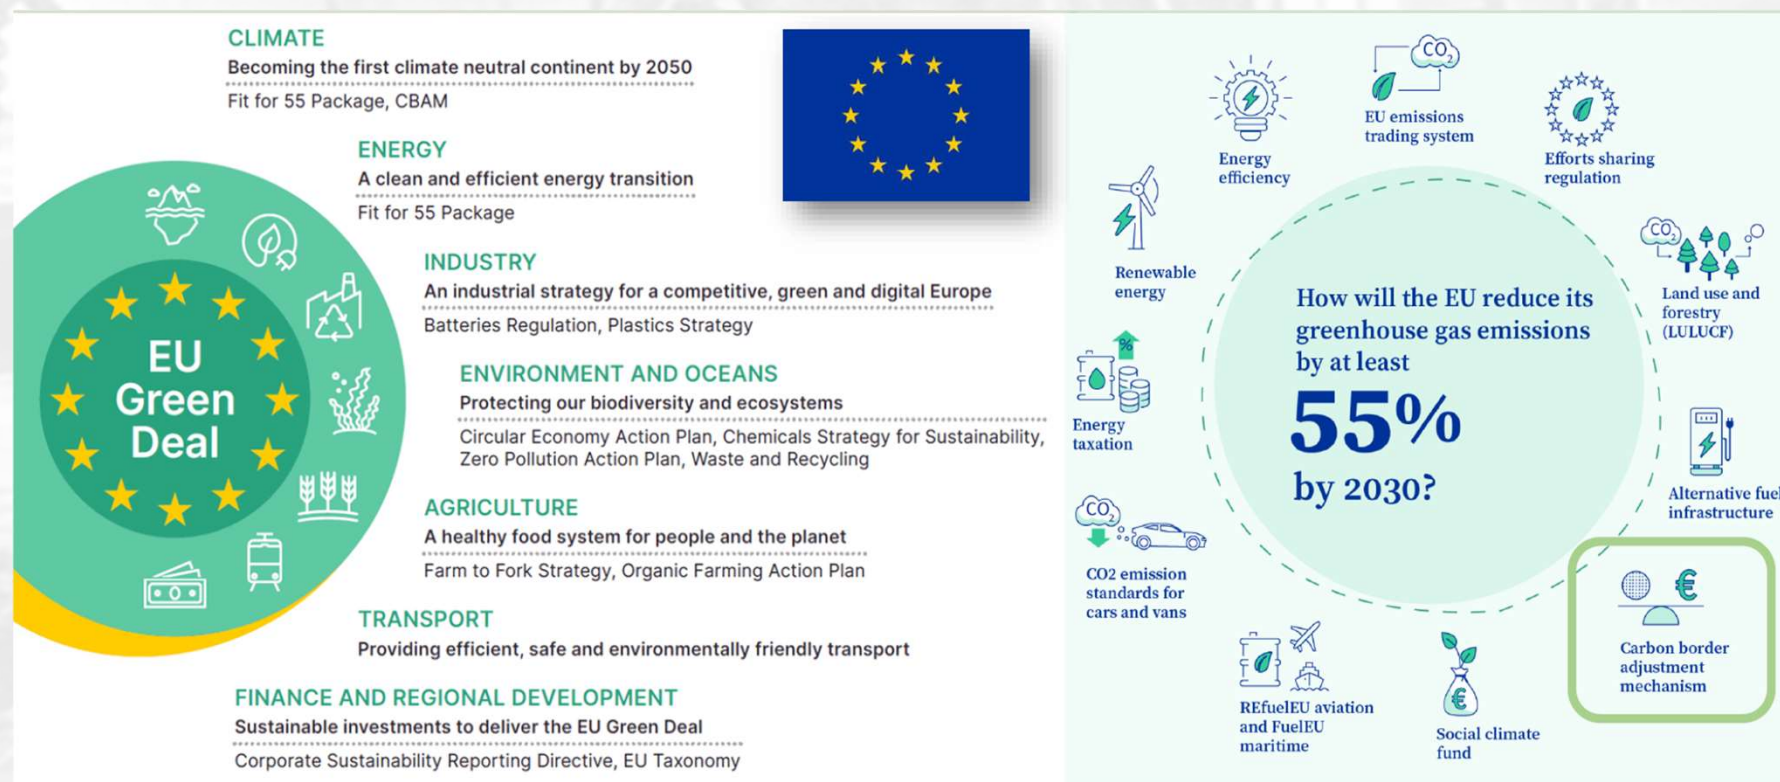 CLIMATE
Becoming the first climate neutral continent by 2050
Fit for 55 Package, CBAM
ENERGY
A clean and efficient energy transition
Fit for 55 Package
INDUSTRY
An industrial strategy for a competitive, green and digital Europe
Batteries Regulation, Plastics Strategy
EU
Green
Deal
ENVIRONMENT AND OCEANS
Protecting our biodiversity and ecosystems
Circular Economy Action Plan, Chemicals Strategy for Sustainability,
Zero Pollution Action Plan, Waste and Recycling
AGRICULTURE
A healthy food system for people and the planet
Farm to Fork Strategy, Organic Farming Action Plan
TRANSPORT
Providing efficient, safe and environmentally friendly transport
FINANCE AND REGIONAL DEVELOPMENT
Sustainable investments to deliver the EU Green Deal
Corporate Sustainability Reporting Directive, EU Taxonomy
How will the EU reduce its
greenhouse gas emissions
by at least
55%
by 2030?
CO2
EU emissions
trading system
Efforts sharing
regulation
CO2
Land use and
forestry
(LULUCF)
Alternative fuel
infrastructure
€
Carbon border
adjustment
mechanism
€
Social climate
fund
REfuelEU aviation
and FuelEU
maritime
CO2
CO2 emission
standards for
cars and vans
%
Energy
taxation
Renewable
energy
Energy
efficiency